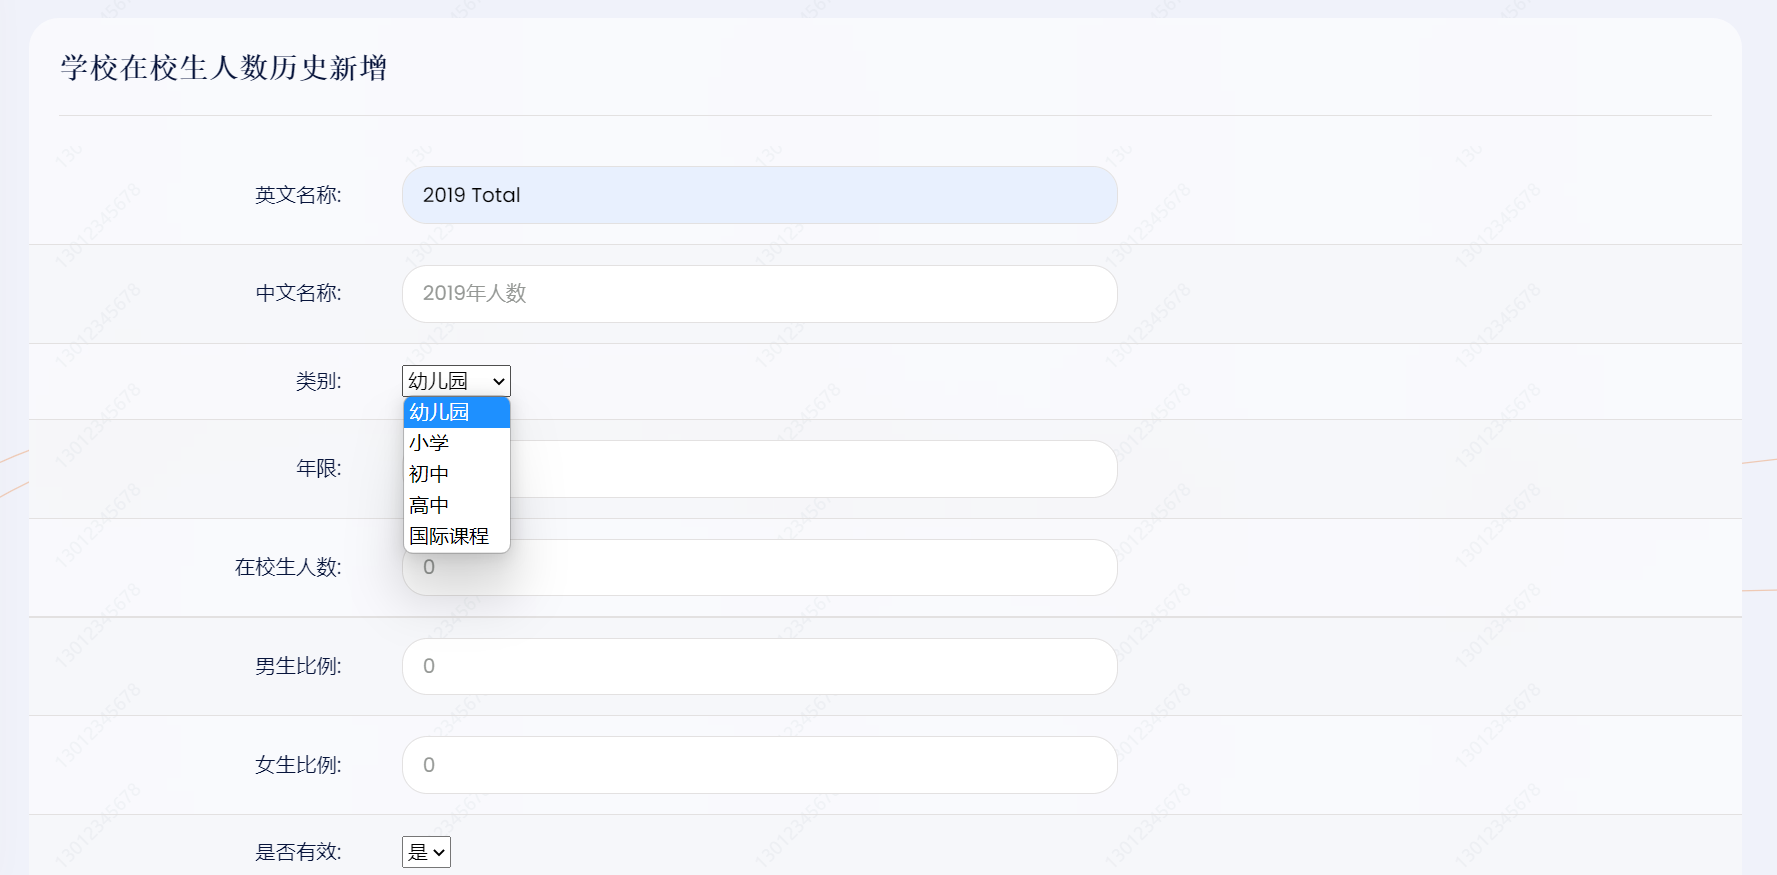 学校在校生人数历史新增
英文名称:
2019 Total
中文名称:
2019年人数
类别:
幼儿园
幼儿园
小学
初中
高中
国际课程
年限:
在校生人数:
0
男生比例:
0
女生比例:
0
是否有效:
是
13012345678